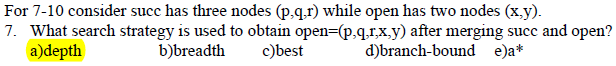 For 7-10 consider succ has three nodes (p,q,r) while open has two nodes (x,y).
7. What search strategy is used to obtain open=(p,q,r,x,y) after merging succ and open?
a)depth b)breadth c)best d)branch-bound e)a*